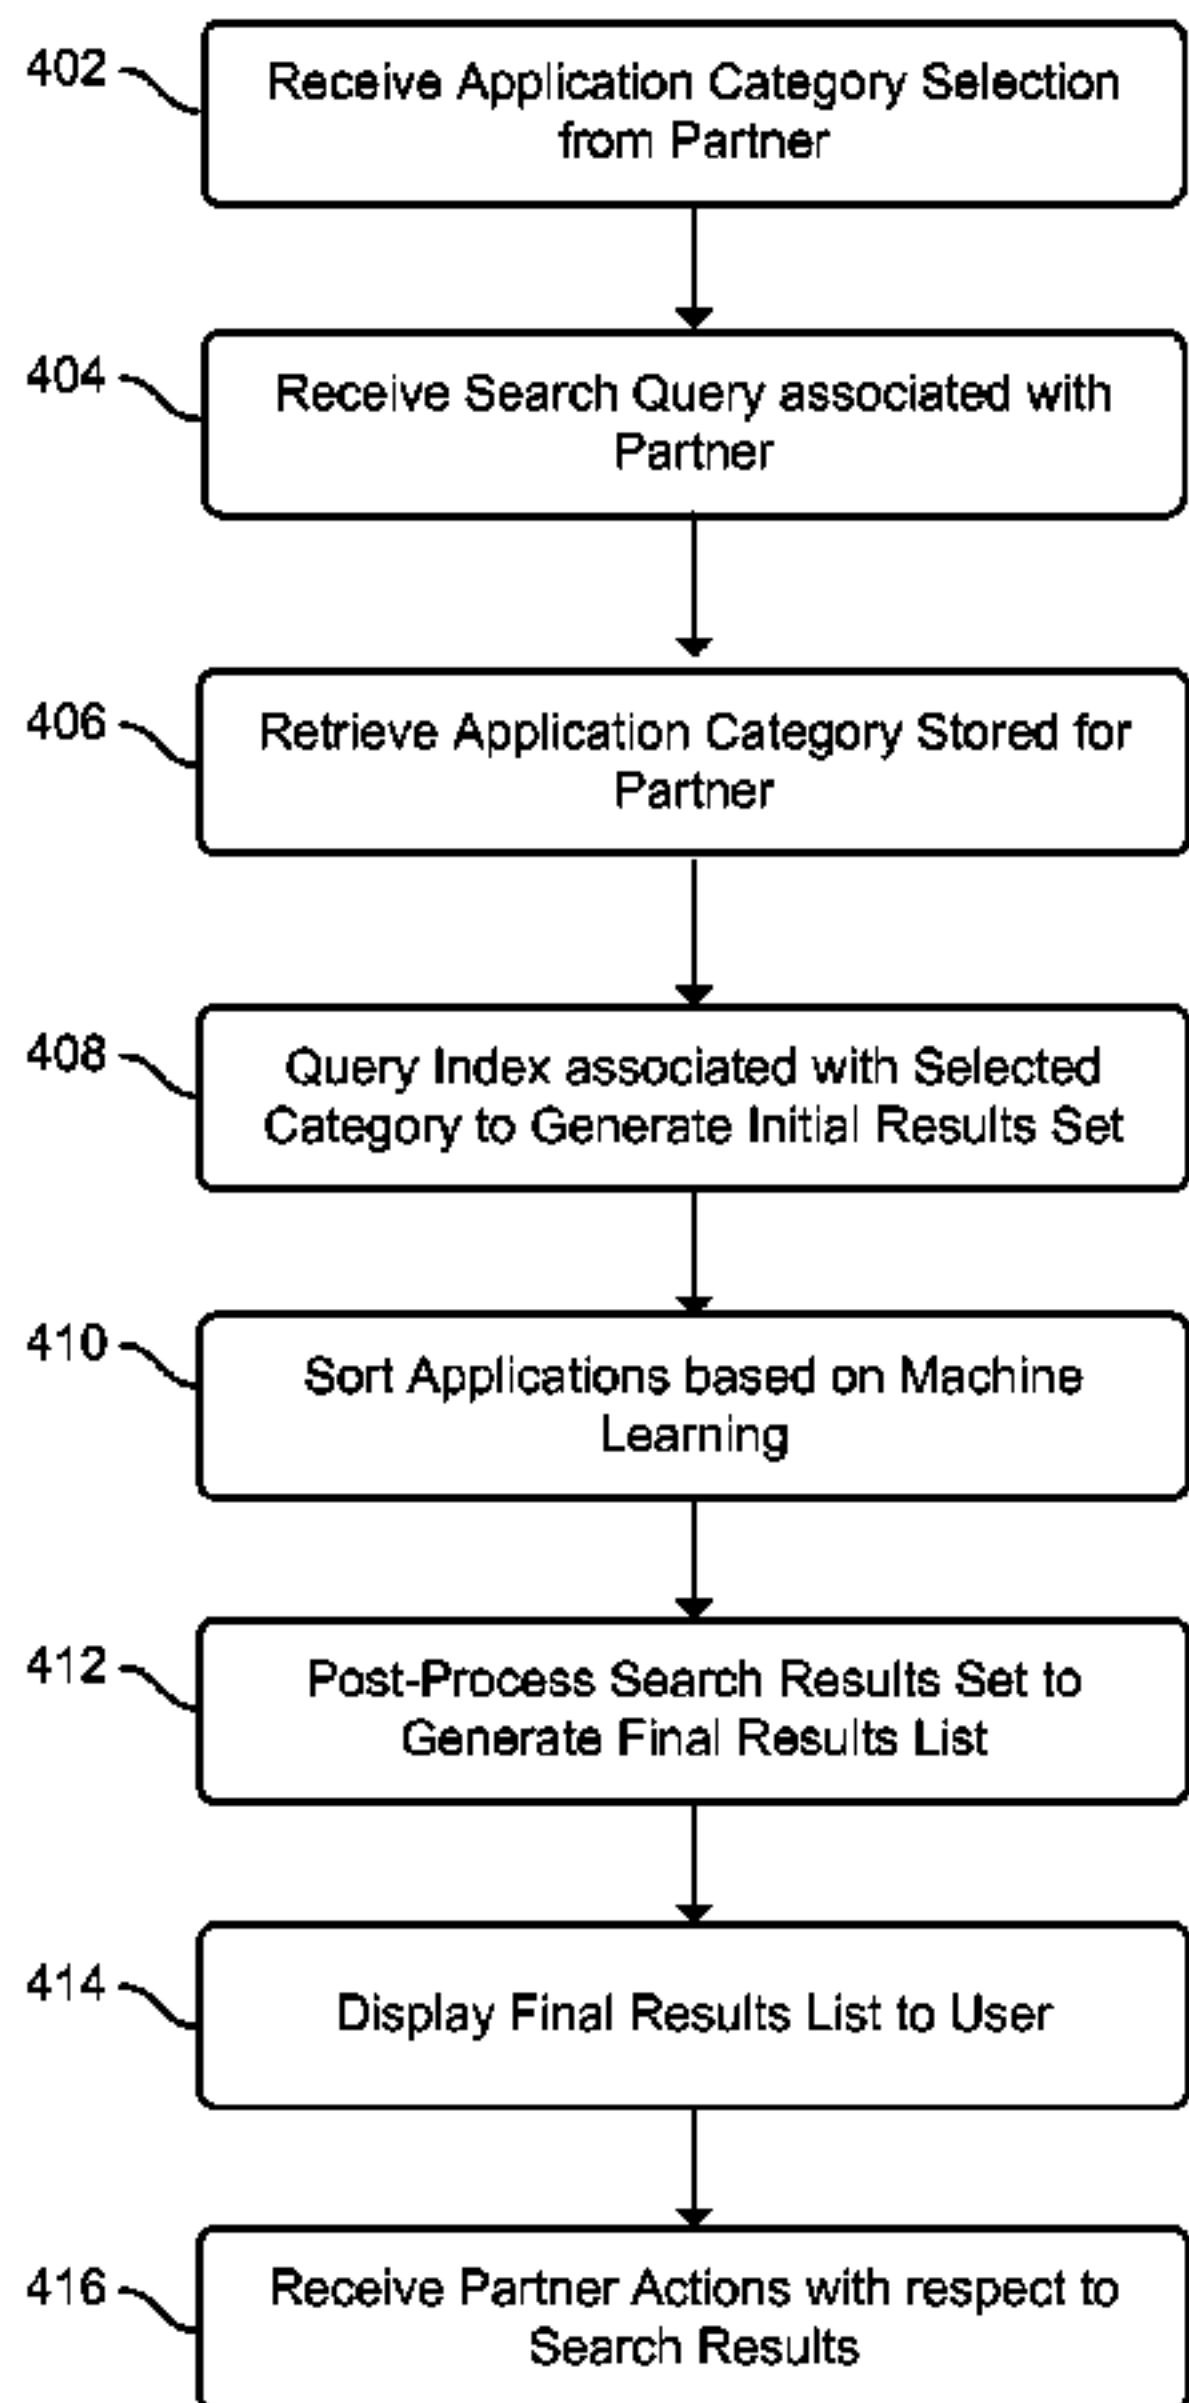 402
Receive Application Category Selection
from Partner
404
Receive Search Query associated with
Partner
406
Retrieve Application Category Stored for
Partner
408
Query Index associated with Selected
Category to Generate Initial Results Set
410
Sort Applications based on Machine
Learning
412
Post-Process Search Results Set to
Generate Final Results List
414
Display Final Results List to User
416
Receive Partner Actions with respect to
Search Results